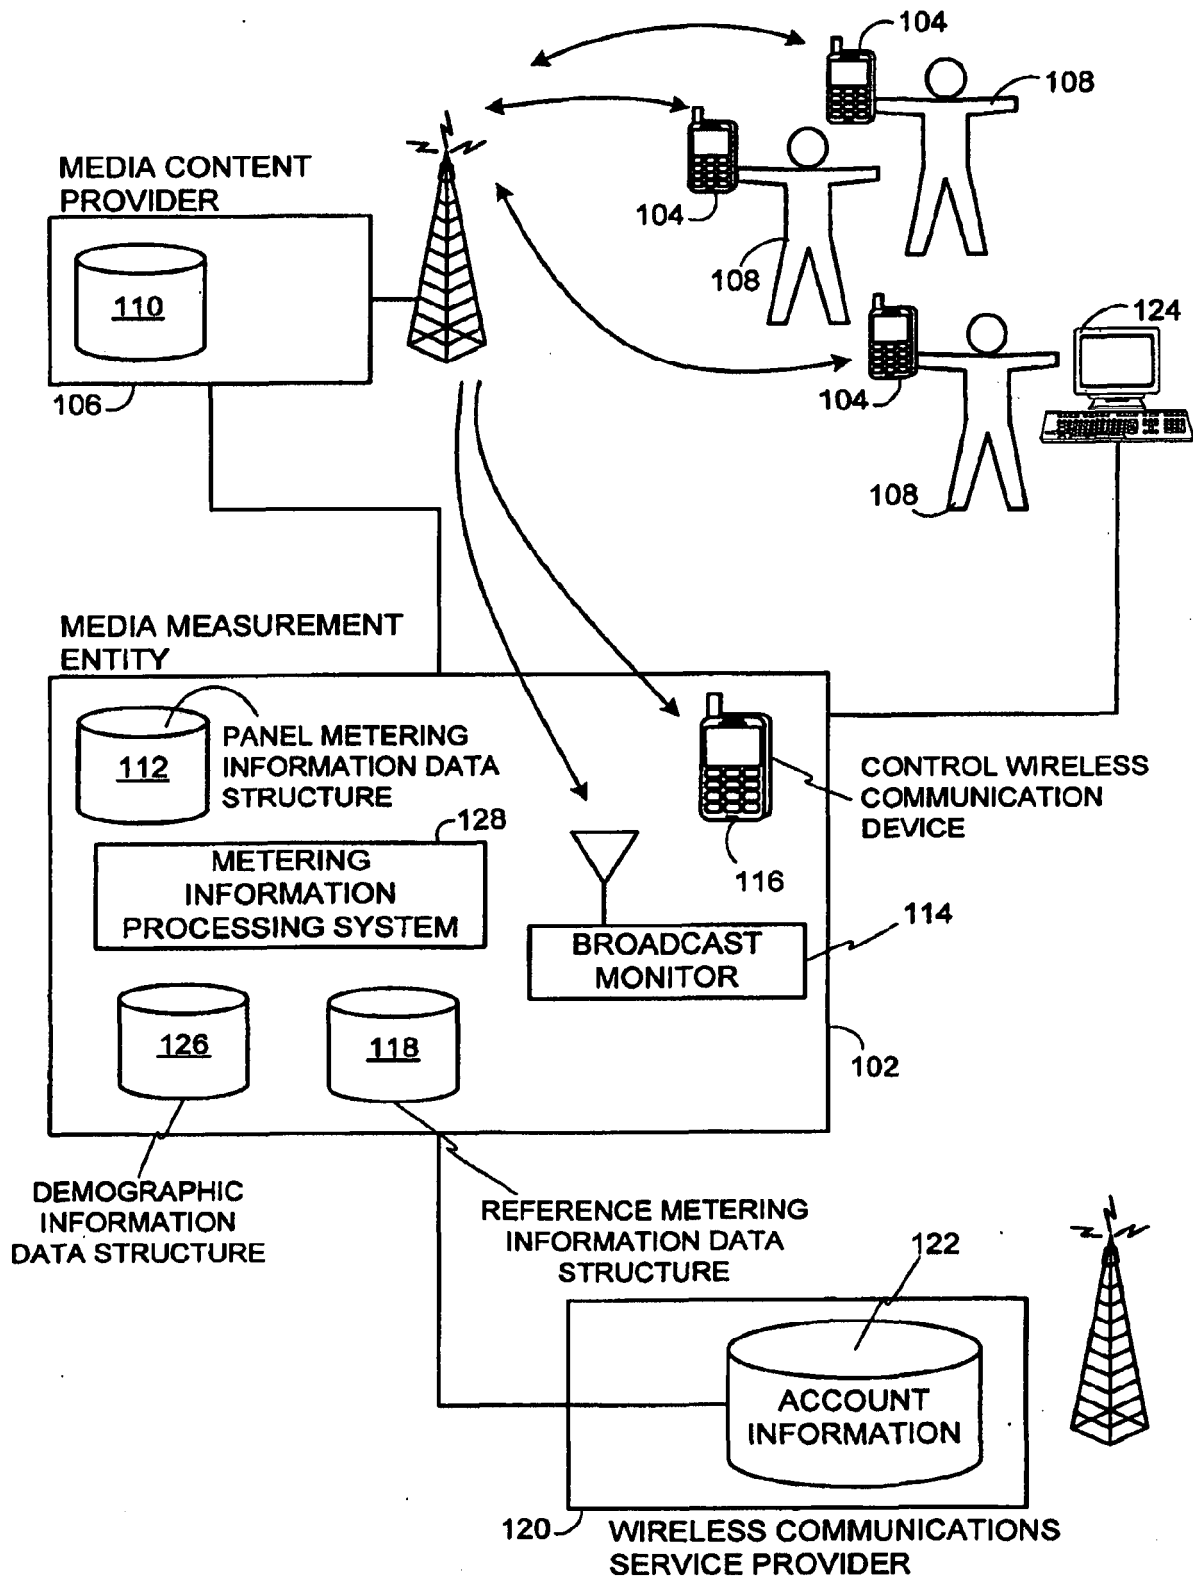 104
108
MEDIA CONTENT
PROVIDER
104
108
110
124
106
104
108
MEDIA MEASUREMENT
ENTITY
112
PANEL METERING
INFORMATION DATA
STRUCTURE
CONTROL WIRELESS
COMMUNICATION
DEVICE
128
METERING
INFORMATION
PROCESSING SYSTEM
116
114
BROADCAST
MONITOR
126
118
102
DEMOGRAPHIC
INFORMATION
DATA STRUCTURE
REFERENCE METERING
INFORMATION DATA
STRUCTURE
122
ACCOUNT
INFORMATION
120
WIRELESS COMMUNICATIONS
SERVICE PROVIDER